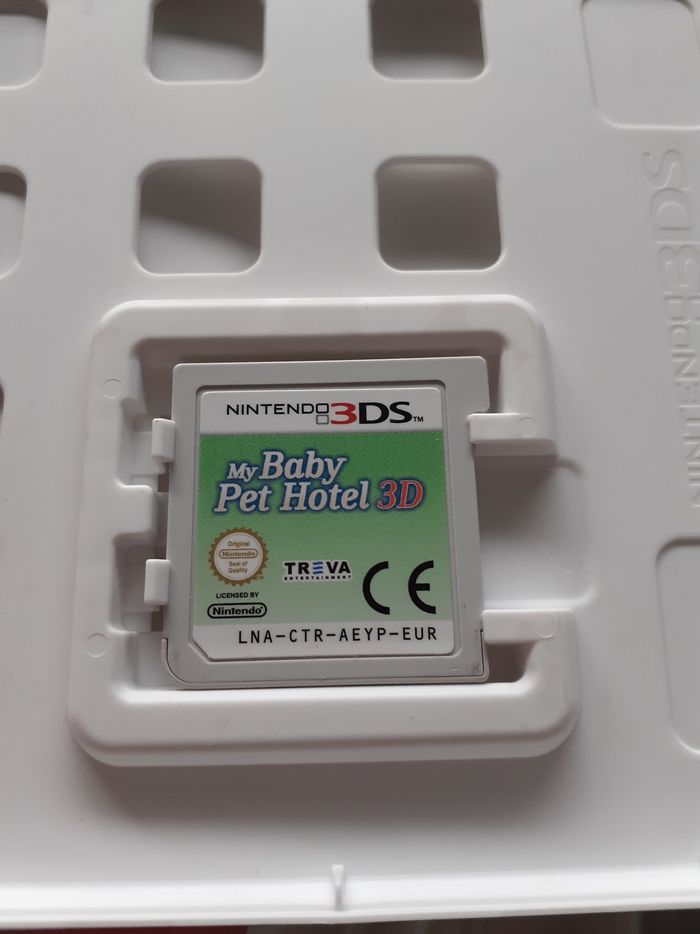 NINTENDO 3DS™
My Baby
Pet Hotel 3D
Original
Nintendo
Seal of
Quality
TREVA
ENTERTAINMENT
CE
LICENSED BY
Nintendo®
LNA-CTR-AEYP-EUR
NINTENDO 3DS